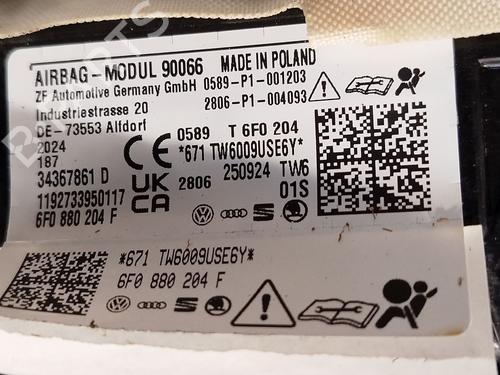 AIRBAG-MODUL 90066 MADE IN POLAND
ZF Automotive Germany GmbH 0589-P1-001203
Industriestrasse 20 2806-P1-004093
DE-73553 Alfdorf
2024 CE 0589 T 6F0 204
187 *671 TW6009USE6Y*
34367861 D UK CA 2806 250924 TW6
1192733950117 01S
6F0 880 204 F
*671 TW6009USE6Y*
6F0 880 204 F